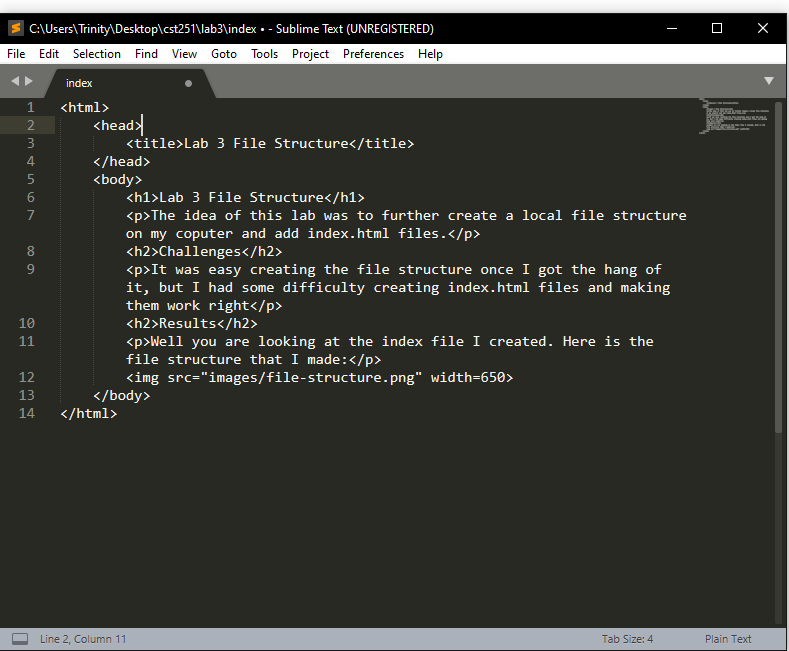 C:\Users\Trinity\Desktop\cst251\lab3\index • - Sublime Text (UNREGISTERED)
File Edit Selection Find View Goto Tools Project Preferences Help
index
1 <html>
2 <head>
3 <title>Lab 3 File Structure</title>
4 </head>
5 <body>
6 <h1>Lab 3 File Structure</h1>
7 <p>The idea of this lab was to further create a local file structure
on my coputer and add index.html files.</p>
8 <h2>Challenges</h2>
9 <p>It was easy creating the file structure once I got the hang of
it, but I had some difficulty creating index.html files and making
them work right</p>
10 <h2>Results</h2>
11 <p>Well you are looking at the index file I created. Here is the
file structure that I made:</p>
12 <img src="images/file-structure.png" width=650>
13 </body>
14 </html>
Line 2, Column 11 Tab Size: 4 Plain Text